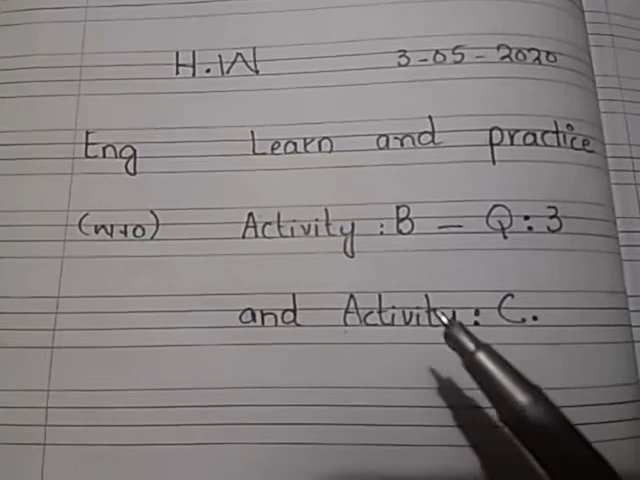 H.W 3-05-2020
Eng Learn and practice
(W+O) Activity : B - Q : 3
and Activity : C.